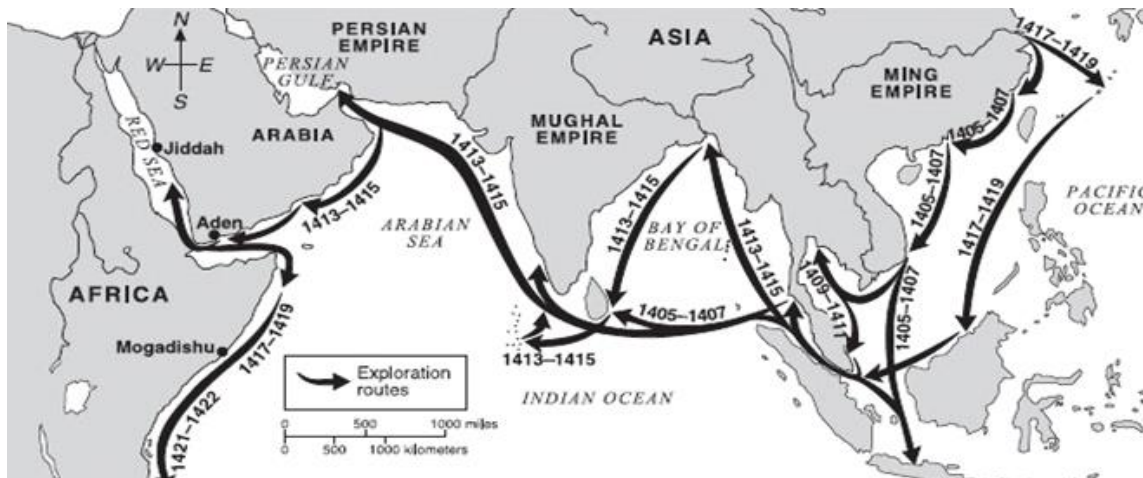 N
W E
S
PERSIAN
EMPIRE
PERSIAN
GULF
ASIA
MING
EMPIRE
1417–1419
1405–1407
ARABIA
RED SEA
Jiddah
MUGHAL
EMPIRE
1413–1415
1413–1415
1413–1415
Aden
ARABIAN
SEA
BAY OF
BENGAL
1413–1415
1405–1407
1417–1419
PACIFIC
OCEAN
AFRICA
1409–1411
1405–1407
1405–1407
1417–1419
Mogadishu
1413–1415
INDIAN OCEAN
Exploration
routes
0 500 1000 miles
0 500 1000 kilometers
1421–1422